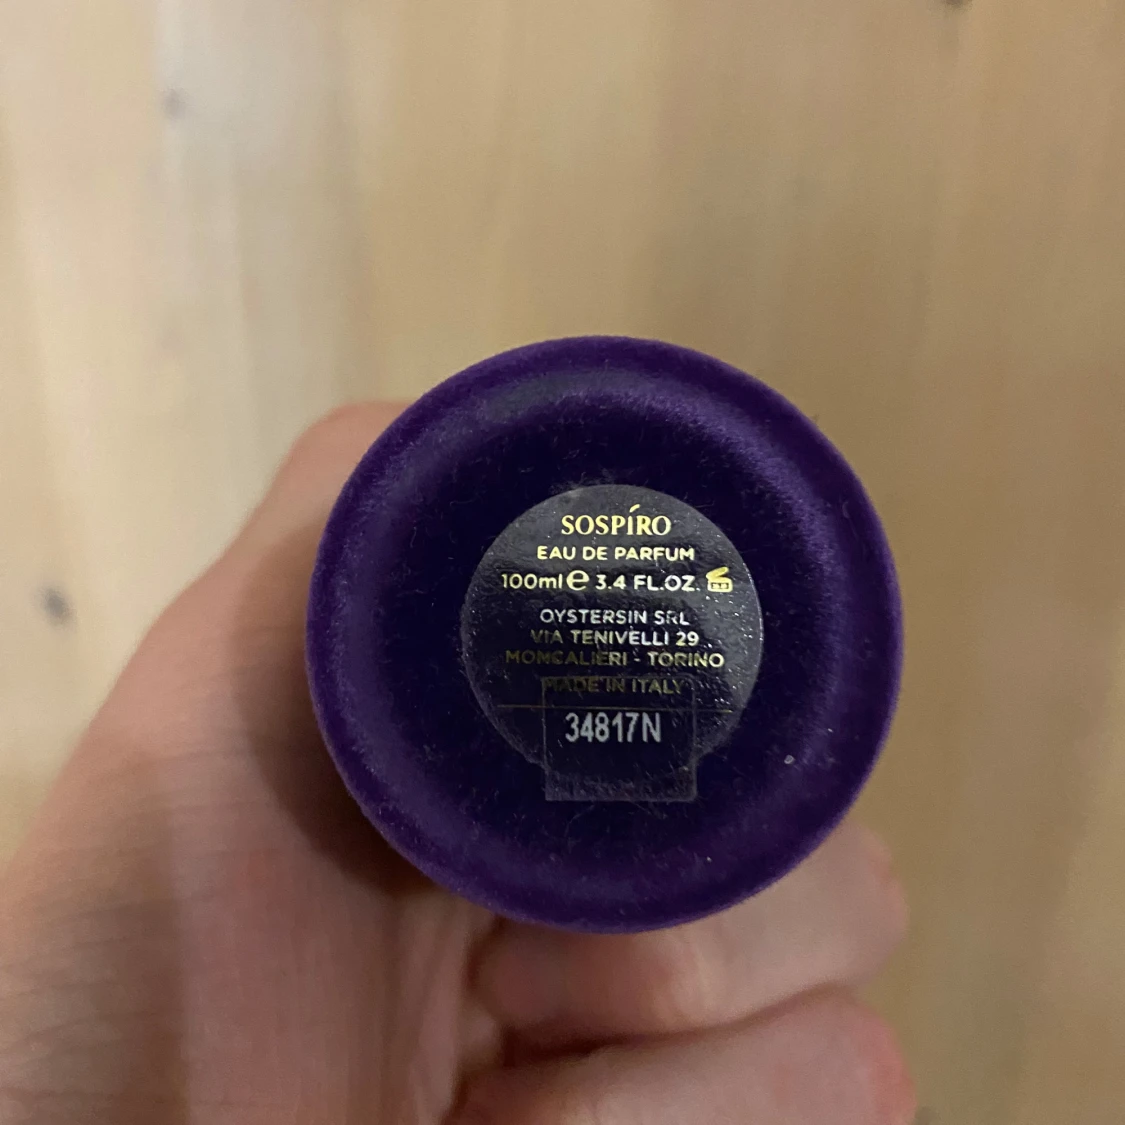 SOSPÍRO
EAU DE PARFUM
100ml ℮ 3.4 FL.OZ.
OYSTERSIN SRL
VIA TENIVELLI 29
MONCALIERI - TORINO
MADE IN ITALY
34817N